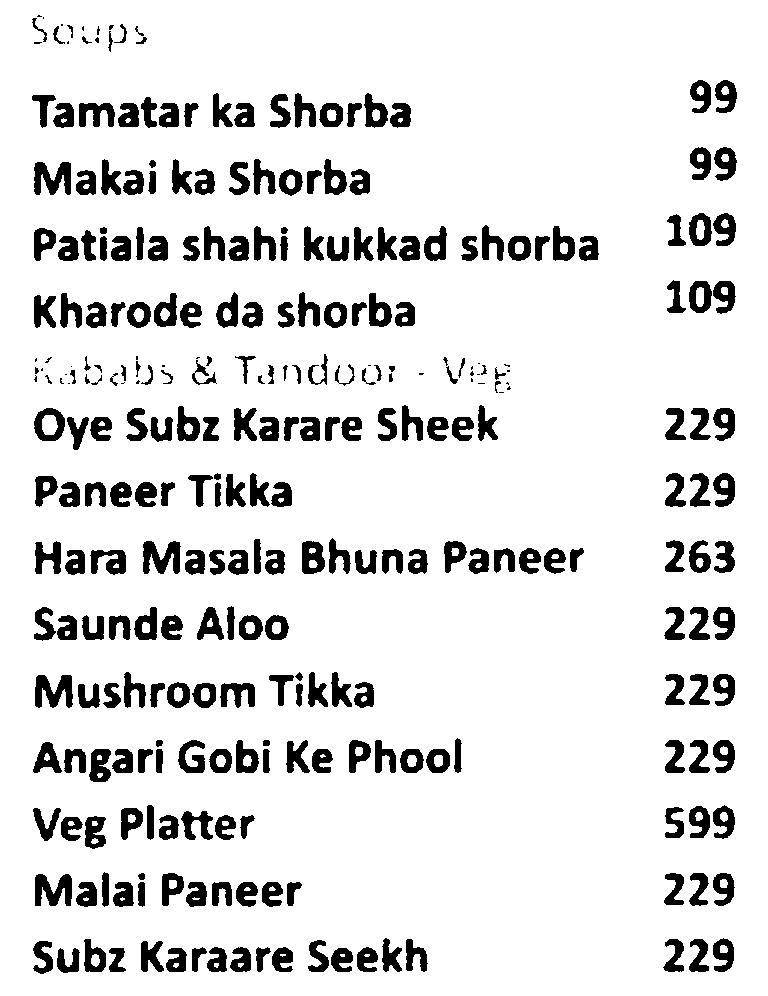 Soups
Tamatar ka Shorba 99
Makai ka Shorba 99
Patiala shahi kukkad shorba 109
Kharode da shorba 109
Kababs & Tandoor - Veg
Oye Subz Karare Sheek 229
Paneer Tikka 229
Hara Masala Bhuna Paneer 263
Saunde Aloo 229
Mushroom Tikka 229
Angari Gobi Ke Phool 229
Veg Platter 599
Malai Paneer 229
Subz Karaare Seekh 229